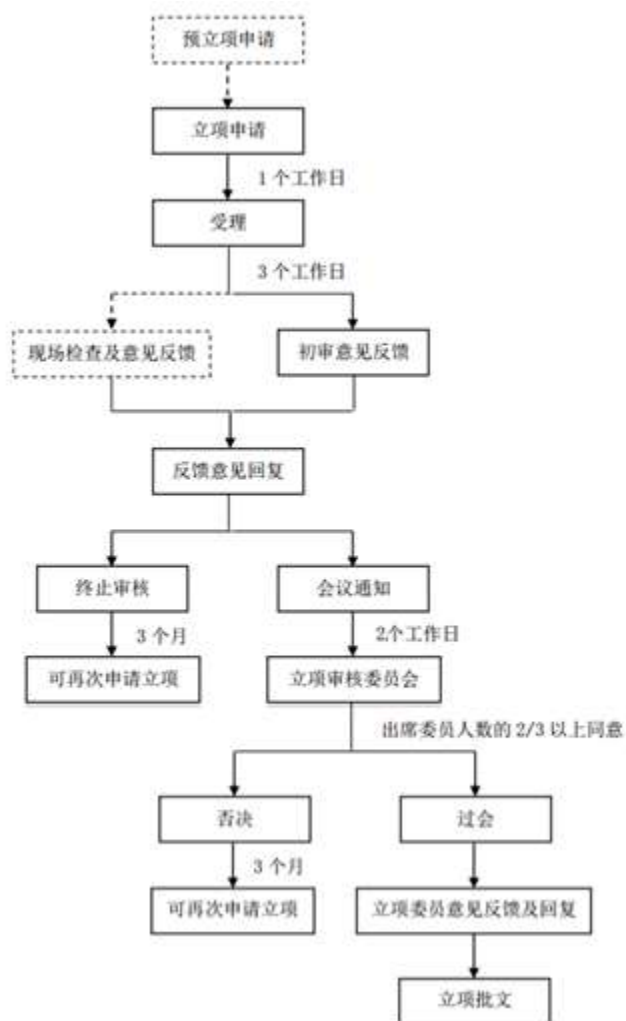 预立项申请
立项申请
1 个工作日
受理
3 个工作日
现场检查及意见反馈
初审意见反馈
反馈意见回复
终止审核
会议通知
3 个月
2个工作日
可再次申请立项
立项审核委员会
出席委员人数的 2/3 以上同意
否决
过会
3 个月
可再次申请立项
立项委员意见反馈及回复
立项批文